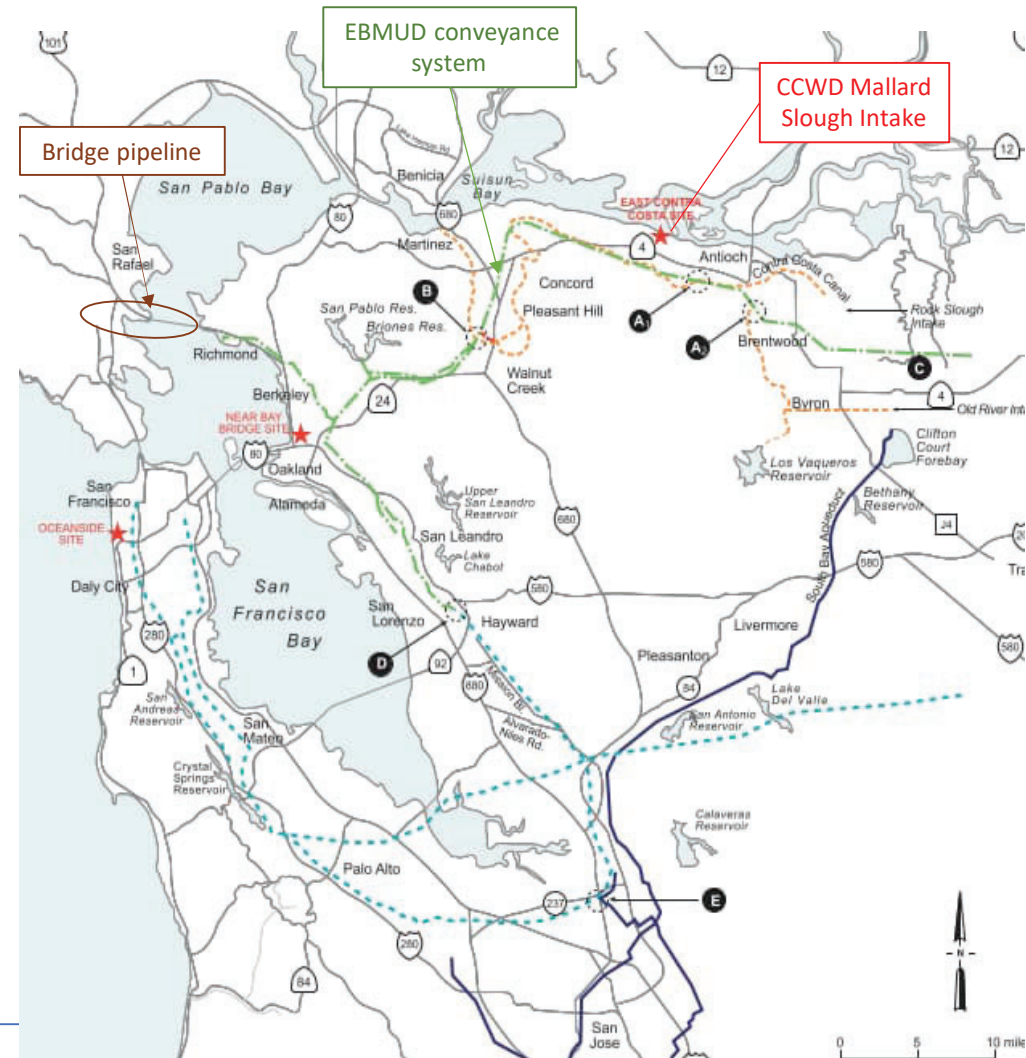 EBMUD conveyance
system
CCWD Mallard
Slough Intake
Bridge pipeline
101
12
12
San Pablo Bay
Benicia
Suisun
Bay
80
680
EAST CONTRA
COSTA SITE
Martinez
4
Antioch
San
Rafael
Contra Costa Canal
Concord
B
San Pablo Res.
Briones Res.
Pleasant Hill
A1
Rock Slough
Intake
Richmond
A2
Brentwood
Walnut
Creek
C
Berkeley
24
4
Byron
Old River Int
NEAR BAY
BRIDGE SITE
80
Oakland
Clifton
Court
Forebay
Los Vaqueros
Reservoir
San
Francisco
Alameda
Upper
San Leandro
Reservoir
Bethany
Reservoir
680
J4
OCEANSIDE
SITE
San Leandro
Lake
Chabot
20
580
Tra
Daly City
San
Francisco
Bay
580
South Bay Aqueduct
San
Lorenzo
Hayward
Livermore
580
280
D
92
Pleasanton
1
Mission Bl.
680
84
Lake
Del Valle
San
Andreas
Reservoir
San Antonio
Reservoir
San
Mateo
Alvarado-
Niles Rd.
Crystal
Springs
Reservoir
Calaveras
Reservoir
Palo Alto
237
E
280
84
N
San
Jose
0 5 10 mile